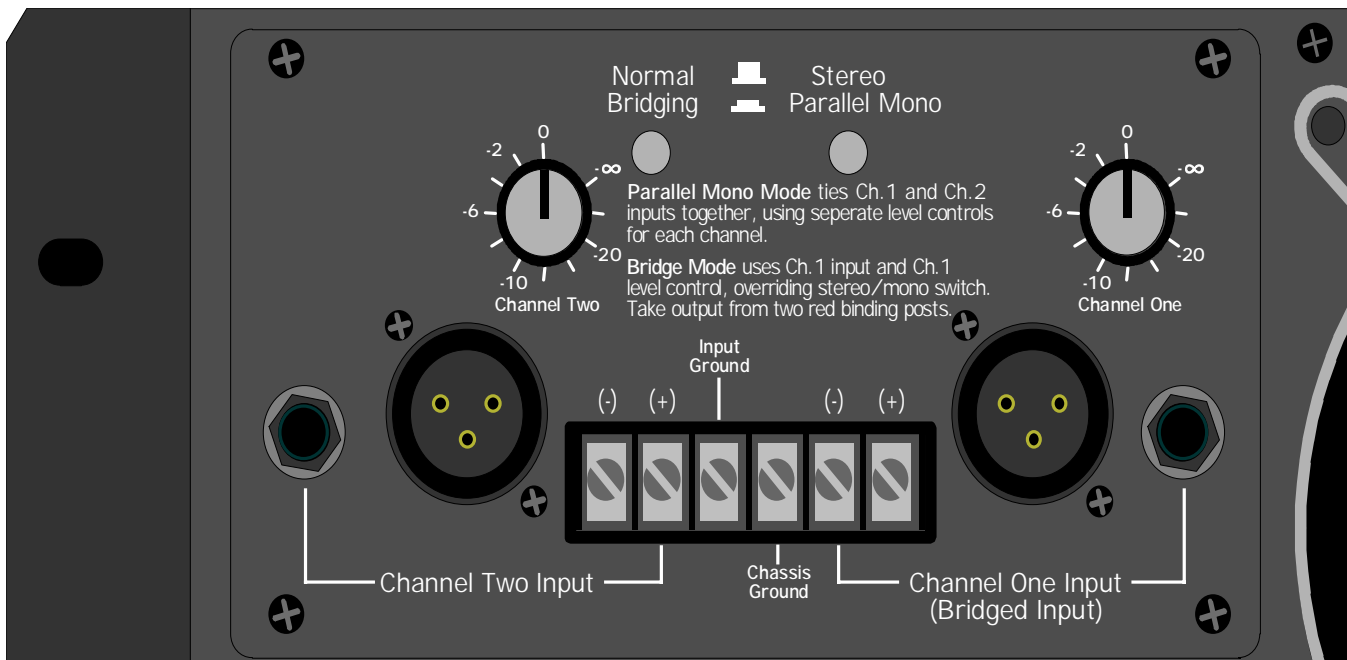 Normal Stereo
Bridging Parallel Mono
0
-2
-∞
-6
-20
-10
Channel Two
Parallel Mono Mode ties Ch.1 and Ch.2
inputs together, using seperate level controls
for each channel.
Bridge Mode uses Ch.1 input and Ch.1
level control, overriding stereo/mono switch.
Take output from two red binding posts.
0
-2
-∞
-6
-20
-10
Channel One
Input
Ground
(-) (+) (-) (+)
Channel Two Input
Chassis
Ground
Channel One Input
(Bridged Input)